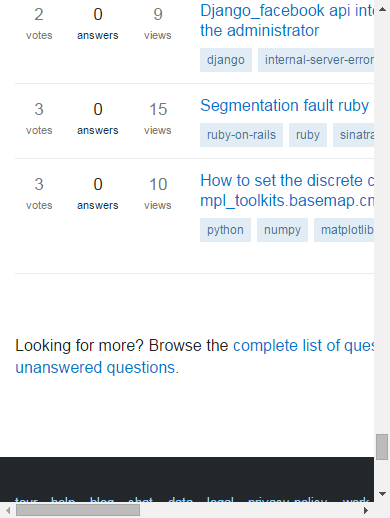 2 0 9 Django_facebook api inte
votes answers views the administrator
django internal-server-error
3 0 15 Segmentation fault ruby
votes answers views ruby-on-rails ruby sinatra
3 0 10 How to set the discrete c
votes answers views mpl_toolkits.basemap.cm
python numpy matplotlib
Looking for more? Browse the complete list of ques
unanswered questions.
tour help blog chat data legal privacy policy work